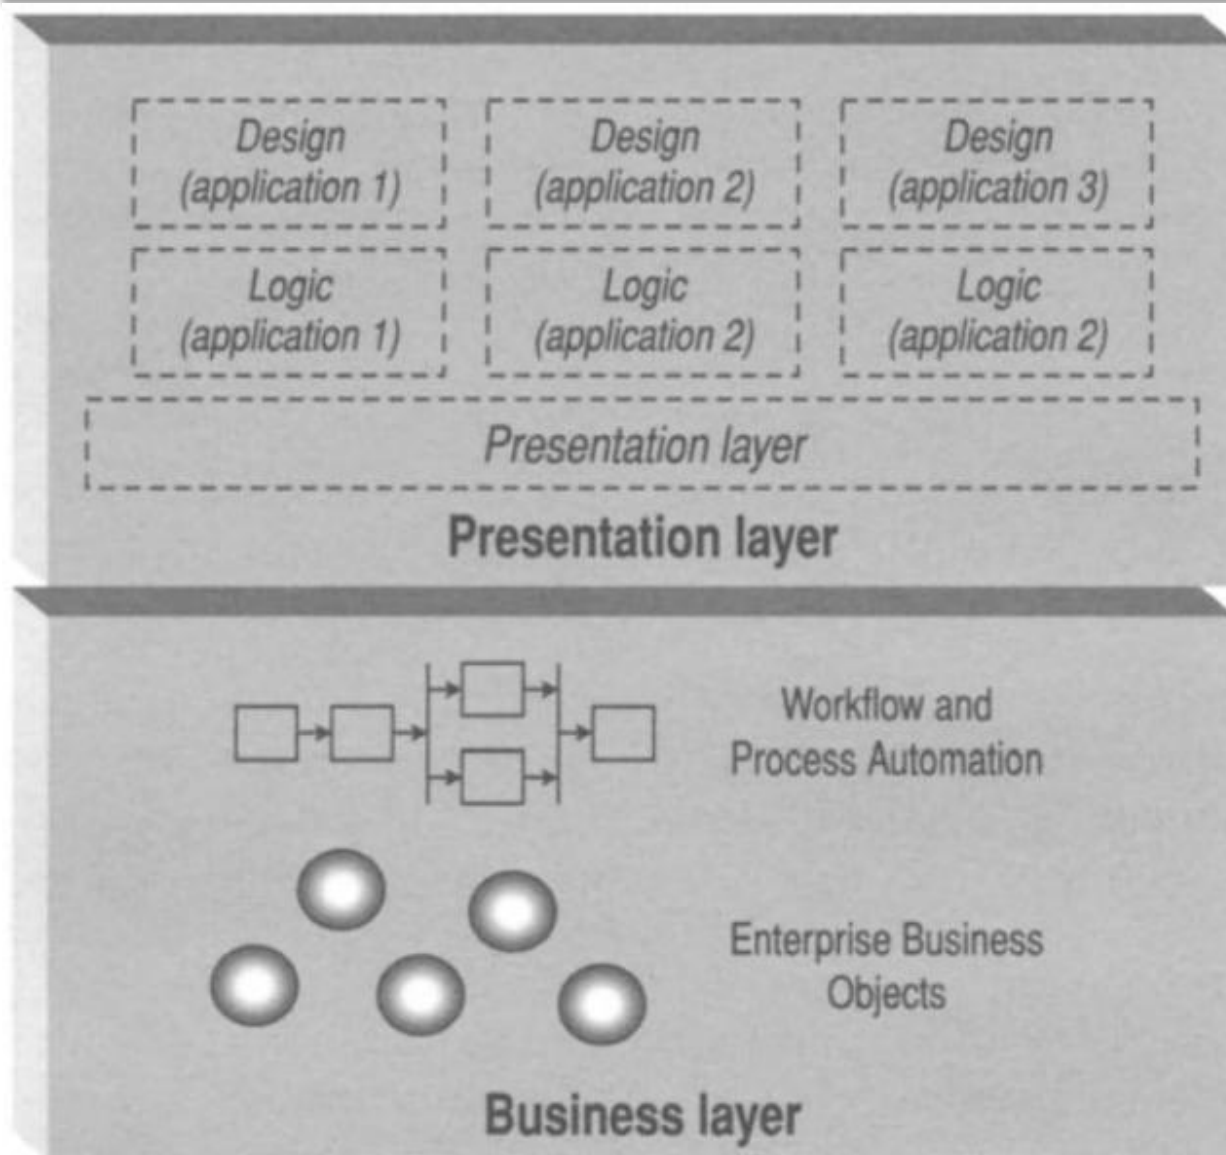 Design
(application 1)
Design
(application 2)
Design
(application 3)
Logic
(application 1)
Logic
(application 2)
Logic
(application 2)
Presentation layer
Presentation layer
Workflow and
Process Automation
Enterprise Business
Objects
Business layer